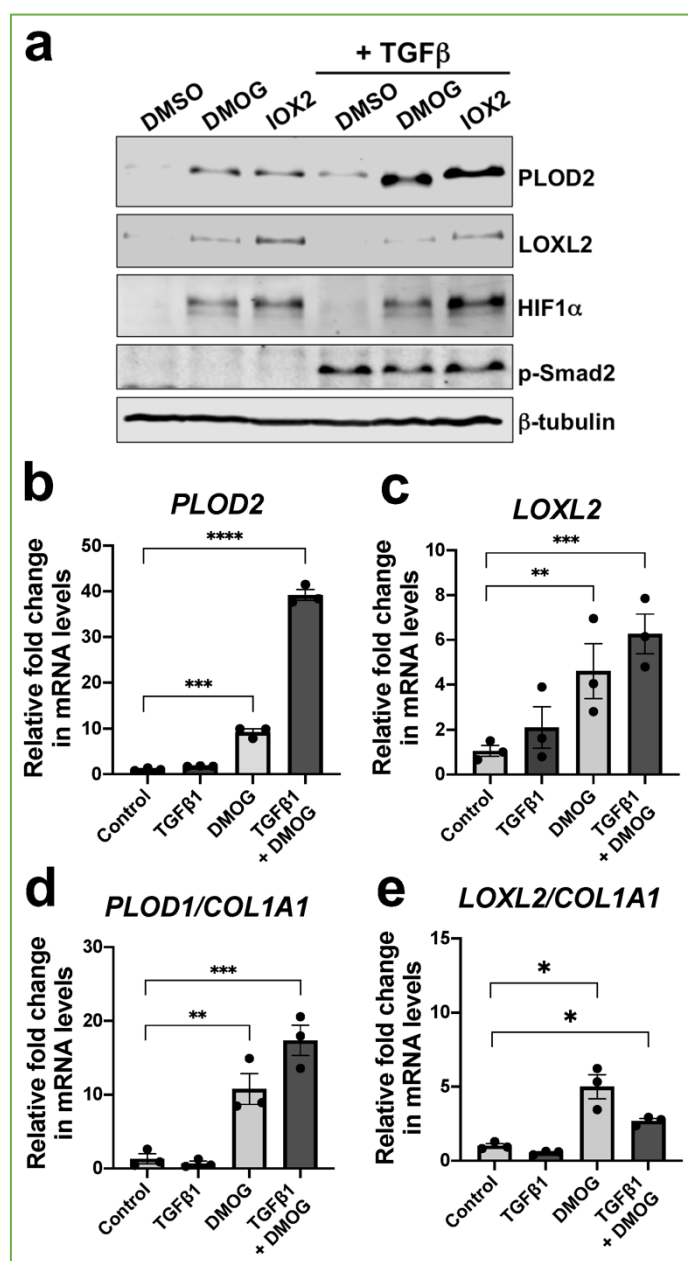 a
+ TGFβ
DMSO DMOG IOX2 DMSO DMOG IOX2
PLOD2
LOXL2
HIF1α
p-Smad2
β-tubulin
b
PLOD2
Relative fold change
in mRNA levels
50
40
30
20
10
0
****
***
Control
TGFβ1
DMOG
TGFβ1
+ DMOG
c
LOXL2
Relative fold change
in mRNA levels
10
8
6
4
2
0
***
**
Control
TGFβ1
DMOG
TGFβ1
+ DMOG
d
PLOD1/COL1A1
Relative fold change
in mRNA levels
30
20
10
0
***
**
Control
TGFβ1
DMOG
TGFβ1
+ DMOG
e
LOXL2/COL1A1
Relative fold change
in mRNA levels
15
10
5
0
*
*
Control
TGFβ1
DMOG
TGFβ1
+ DMOG